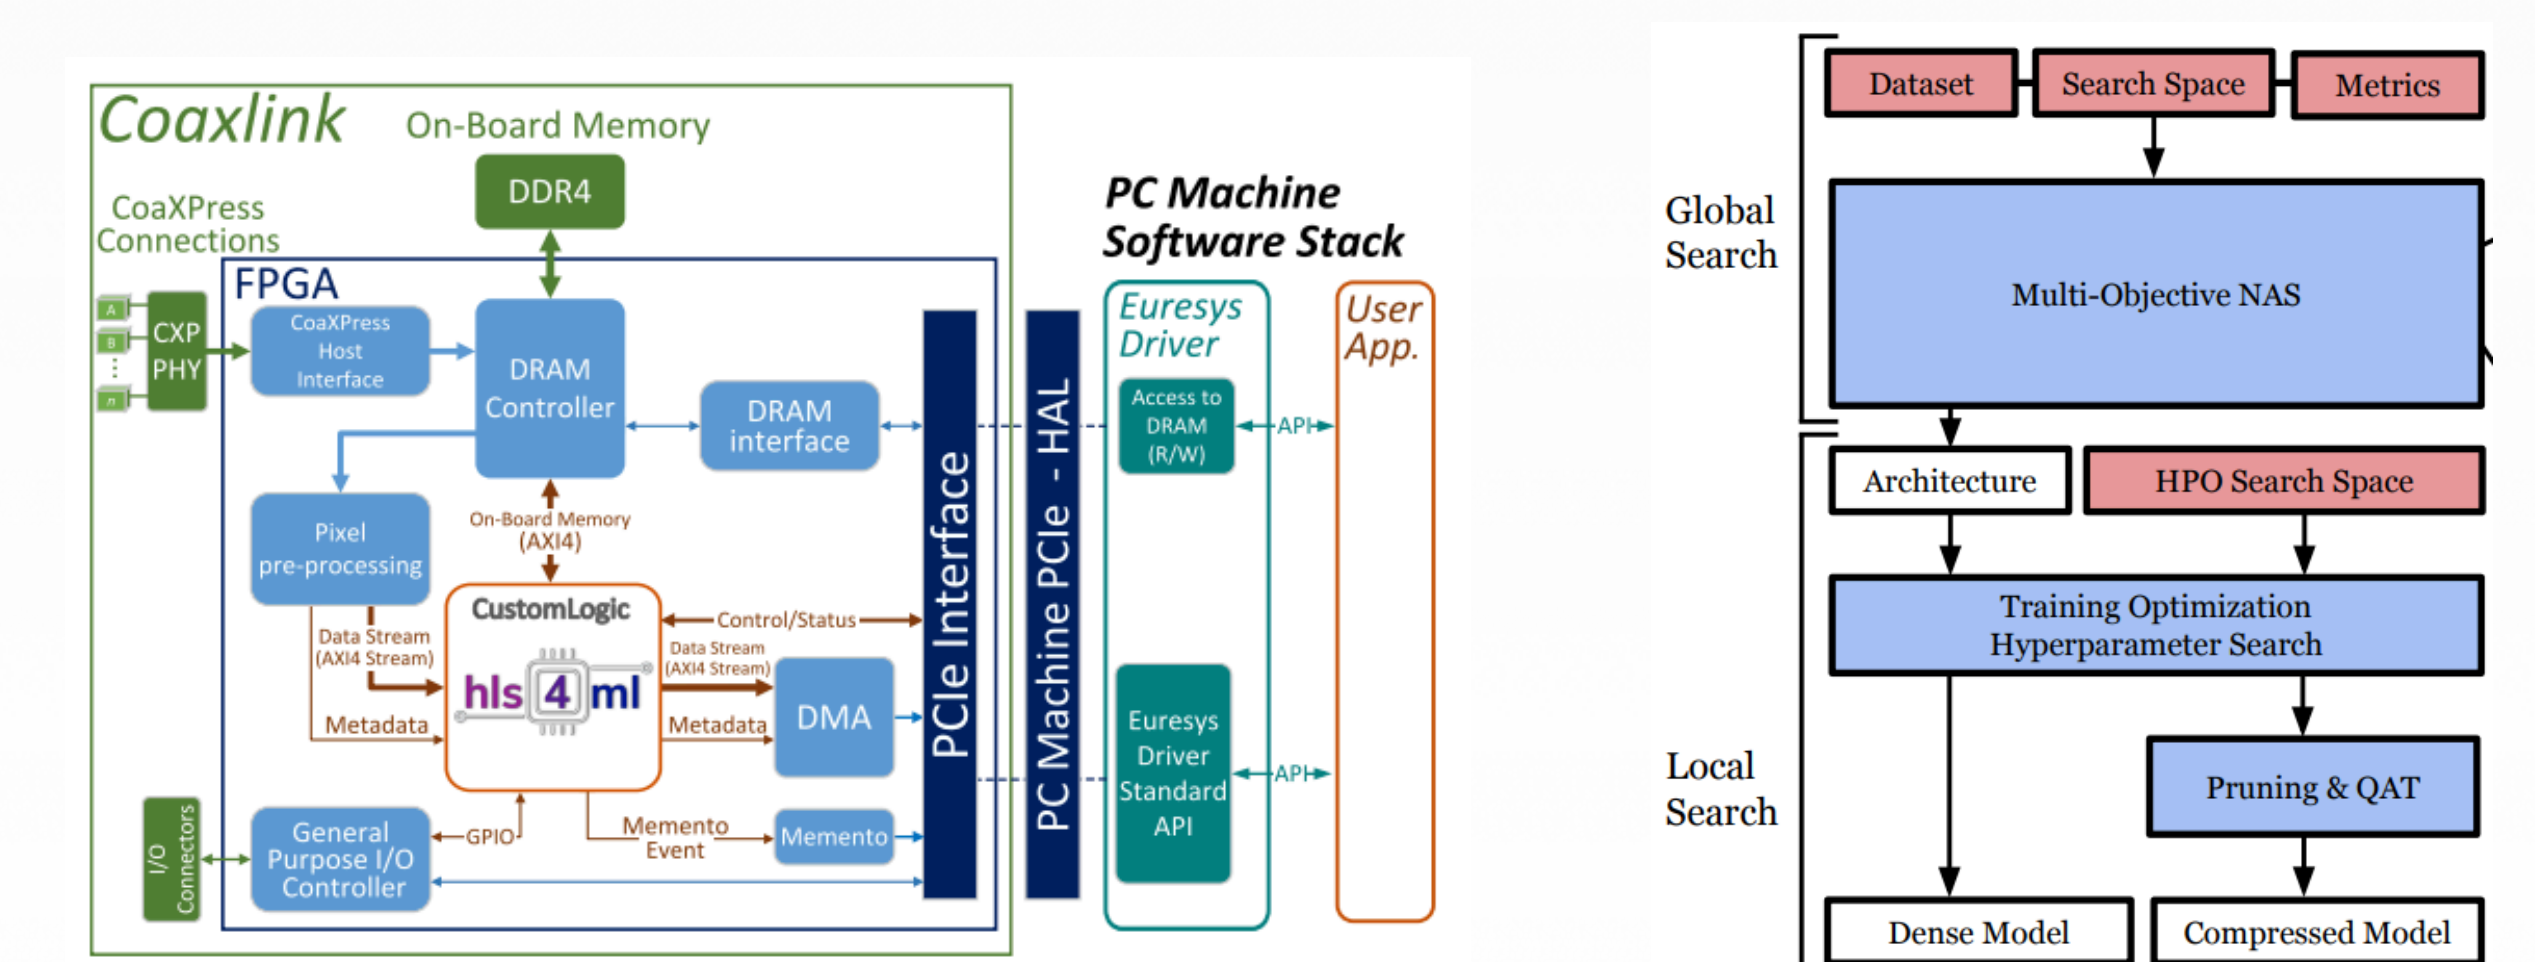 Coaxlink
On-Board Memory
DDR4
CoaXPress
Connections
FPGA
A
B
n
CXP
PHY
CoaXPress
Host
Interface
DRAM
Controller
DRAM
interface
On-Board Memory
(AXI4)
Pixel
pre-processing
Data Stream
(AXI4 Stream)
Metadata
CustomLogic
hls 4 ml
Control/Status
Data Stream
(AXI4 Stream)
Metadata
DMA
I/O
Connectors
General
Purpose I/O
Controller
GPIO
Memento
Event
Memento
PCIe Interface
PC Machine PCIe - HAL
PC Machine
Software Stack
Euresys
Driver
Access to
DRAM
(R/W)
API
Euresys
Driver
Standard
API
API
User
App.
Global
Search
Dataset
Search Space
Metrics
Multi-Objective NAS
Local
Search
Architecture
HPO Search Space
Training Optimization
Hyperparameter Search
Pruning & QAT
Dense Model
Compressed Model